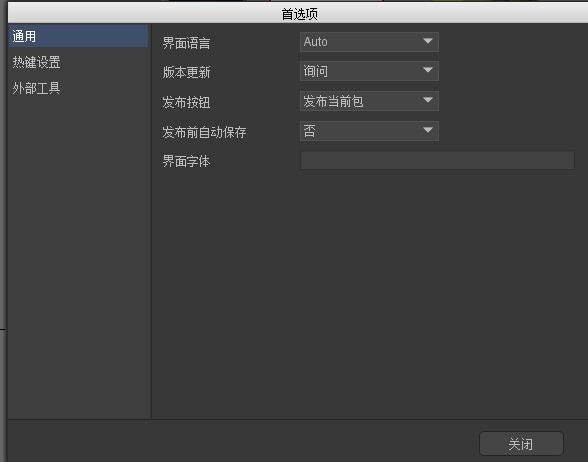 首选项
通用
热键设置
外部工具
界面语言 Auto
版本更新 询问
发布按钮 发布当前包
发布前自动保存 否
界面字体
关闭